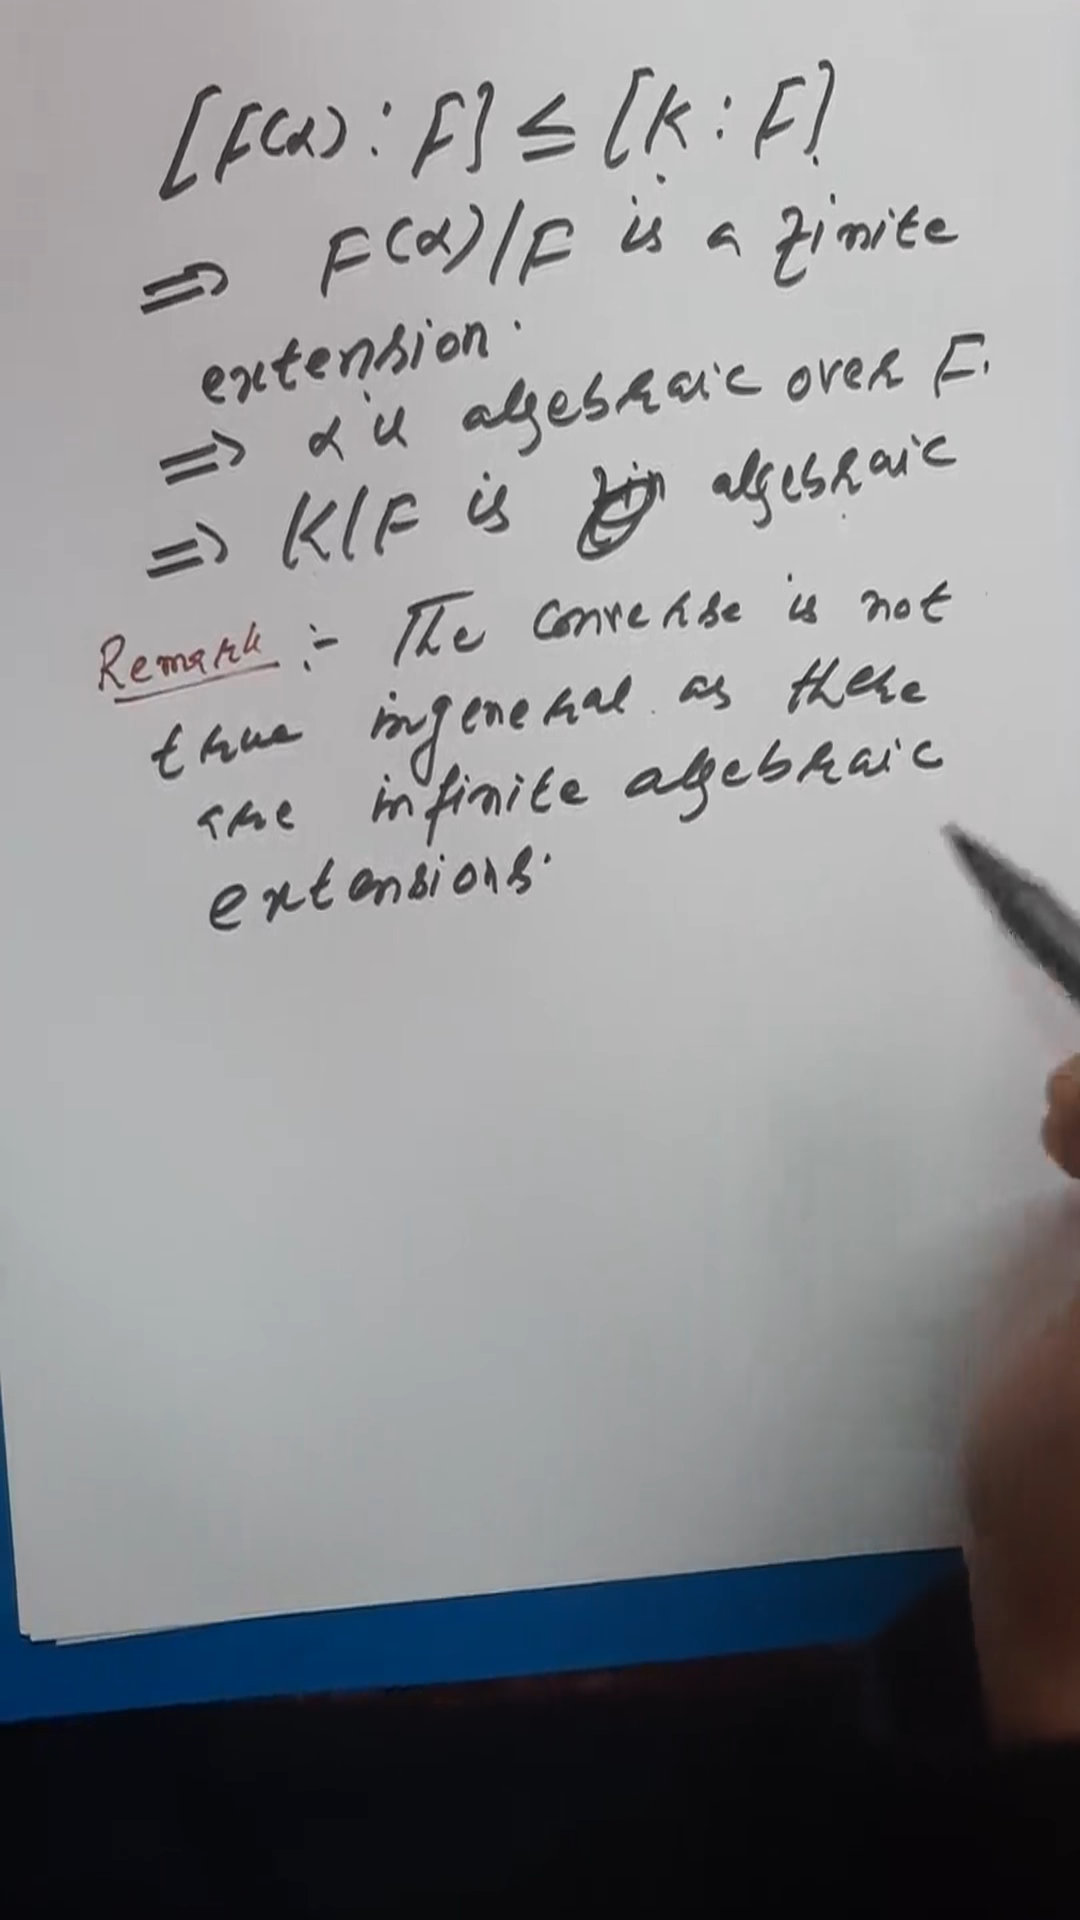 [F(α) : F] ≤ [K : F]
⇒ F(α)/F is a finite
extension.
⇒ α is algebraic over F.
⇒ K/F is algebraic
Remark :- The converse is not
true in general as there
are infinite algebraic
extensions.